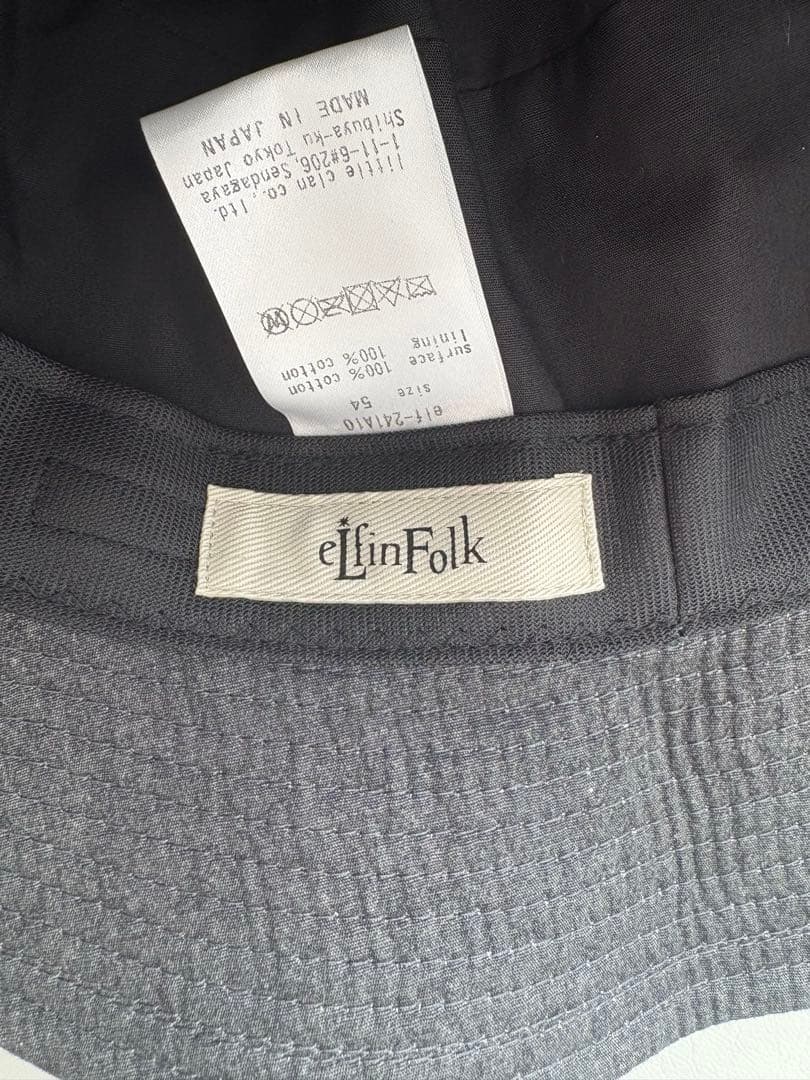 elf-241A10
size 54
surface 100% cotton
lining 100% cotton
W
little clan co.,ltd.
1-11-6#206,Sendagaya
Shibuya-ku Tokyo Japan
MADE IN JAPAN
eLfinFolk